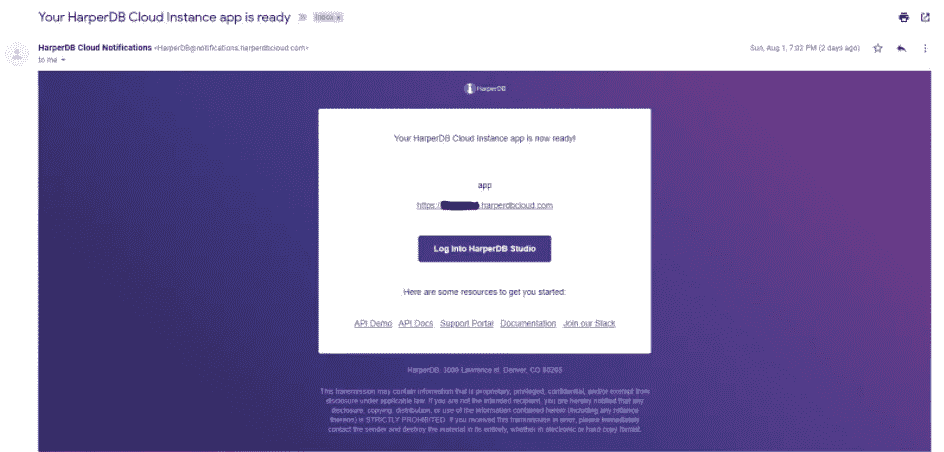 Your HarperDB Cloud Instance app is ready
Inbox ×
HarperDB Cloud Notifications <HarperDB@notifications.harperdbcloud.com>
Sun, Aug 1, 7:02 PM (2 days ago)
to me
HarperDB
Your HarperDB Cloud Instance app is now ready!
app
https:/ .harperdbcloud.com
Log Into HarperDB Studio
Here are some resources to get you started:
API Demo API Docs Support Portal Documentation Join our Slack
HarperDB, Lawrence st. Denver, CO 80205
This transmission may contain information that is proprietary, privileged, confidential, and/or exempt from
disclosure under applicable law. If you are not the intended recipient, you are hereby notified that any
disclosure, copying, distribution, or use of the information contained herein (including any reliance
thereon) is STRICTLY PROHIBITED. If you received this transmission in error, please immediately
contact the sender and destroy the material in its entirety, whether in electronic or hard copy format.